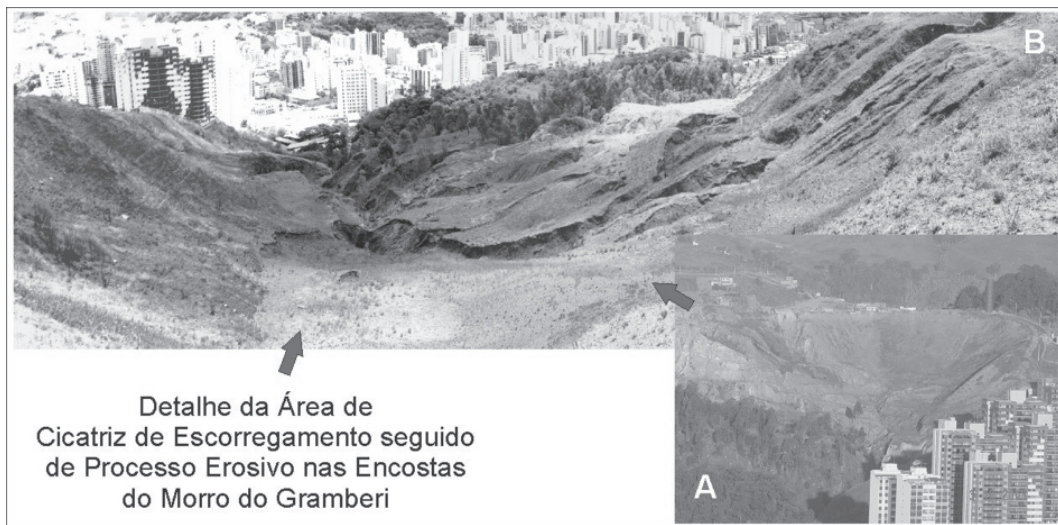 B
Detalhe da Área de
Cicatriz de Escorregamento seguido
de Processo Erosivo nas Encostas
do Morro do Gramberi
A